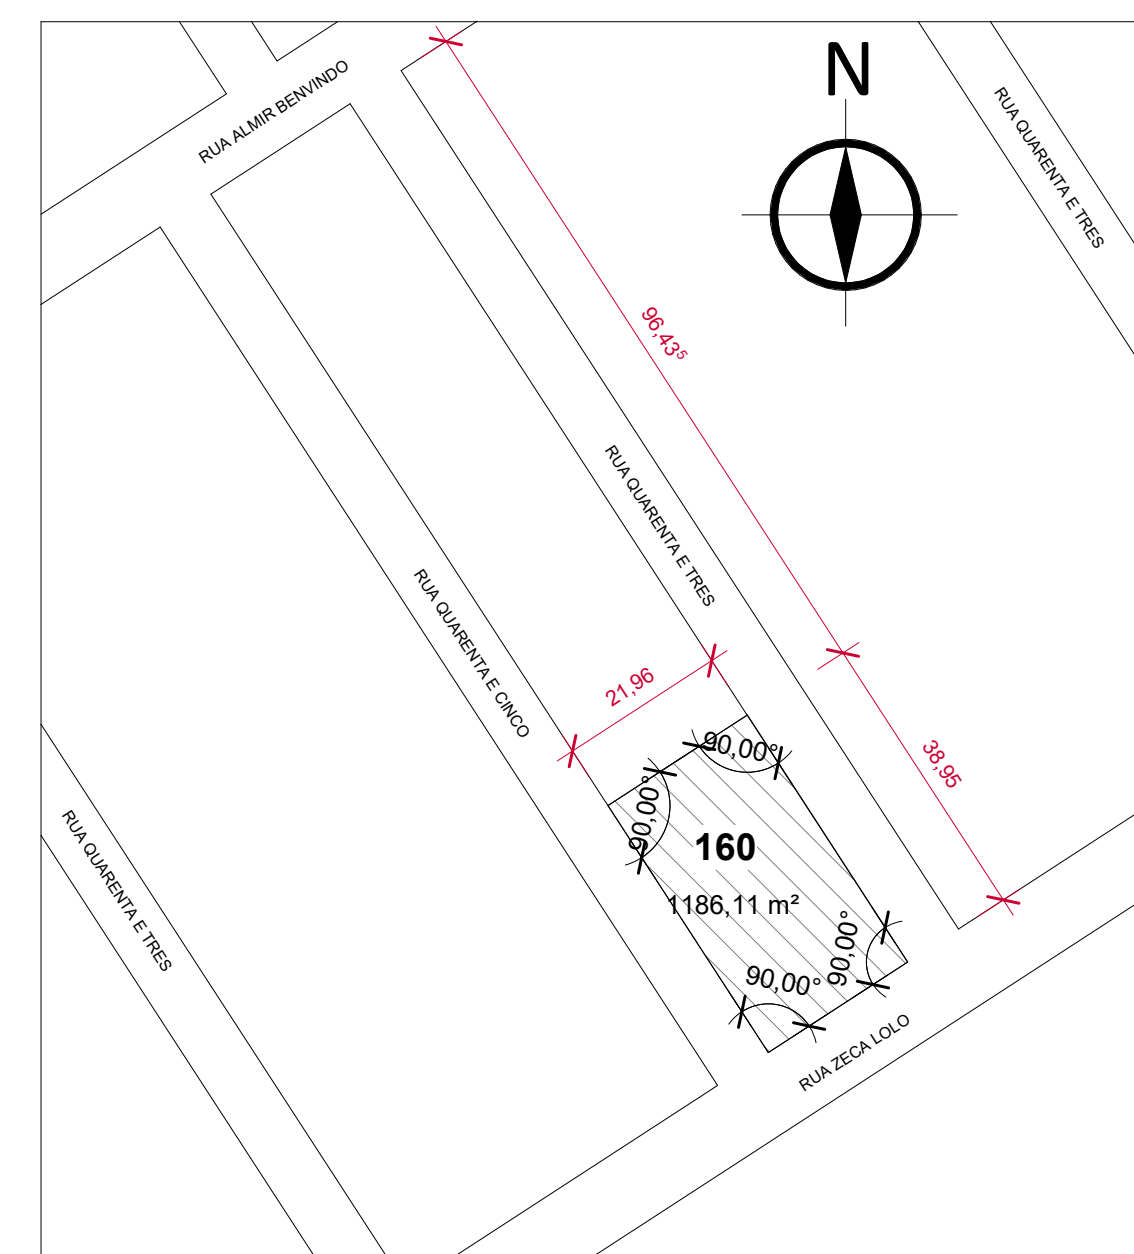 N
RUA ALMIR BENVINDO
RUA QUARENTA E TRES
96,43⁵
RUA QUARENTA E TRES
RUA QUARENTA E CINCO
21,96
38,95
90,00°
90,00°
160
1186,11 m²
RUA QUARENTA E TRES
90,00°
90,00°
RUA ZECA LOLO